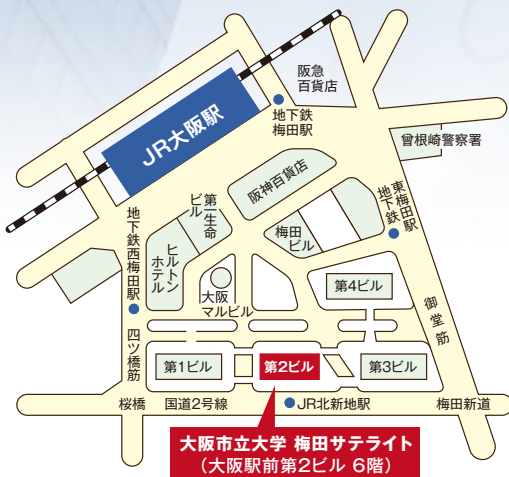 阪急
百貨店
地下鉄
梅田駅
JR大阪駅
曾根崎警察署
阪神百貨店
第一生命
ビル
地下鉄
東梅田駅
梅田
ビル
ヒルトン
ホテル
地下鉄西梅田駅
大阪
マルビル
第4ビル
御堂筋
四ツ橋筋
第1ビル
第2ビル
第3ビル
桜橋
国道2号線
JR北新地駅
梅田新道
大阪市立大学 梅田サテライト
(大阪駅前第2ビル 6階)